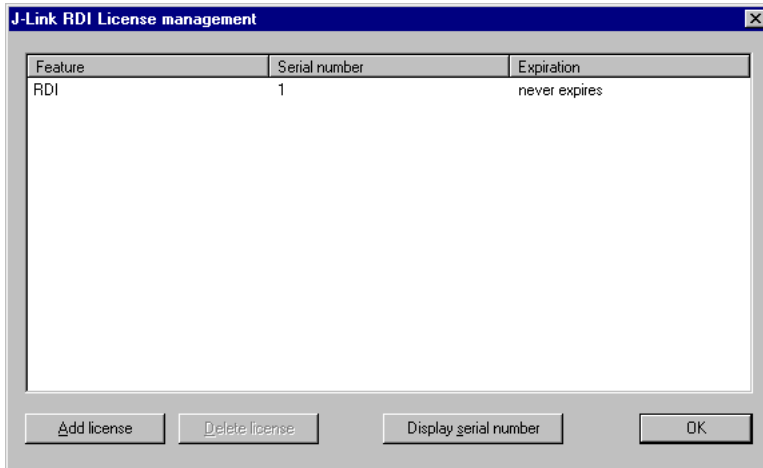 J-Link RDI License management
Feature Serial number Expiration
RDI 1 never expires
Add license Delete license Display serial number OK